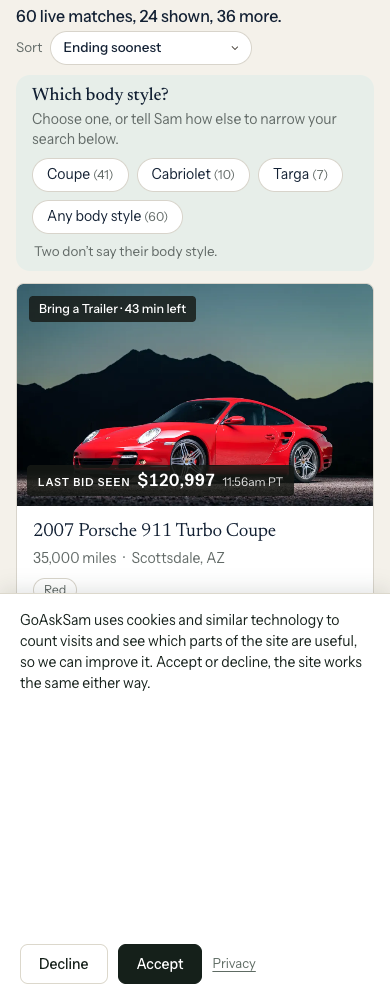 60 live matches, 24 shown, 36 more.
Sort Ending soonest
Which body style?
Choose one, or tell Sam how else to narrow your
search below.
Coupe (41) Cabriolet (10) Targa (7)
Any body style (60)
Two don't say their body style.
Bring a Trailer · 43 min left
LAST BID SEEN $120,997 11:56am PT
2007 Porsche 911 Turbo Coupe
35,000 miles · Scottsdale, AZ
Red
GoAskSam uses cookies and similar technology to
count visits and see which parts of the site are useful,
so we can improve it. Accept or decline, the site works
the same either way.
Decline Accept Privacy